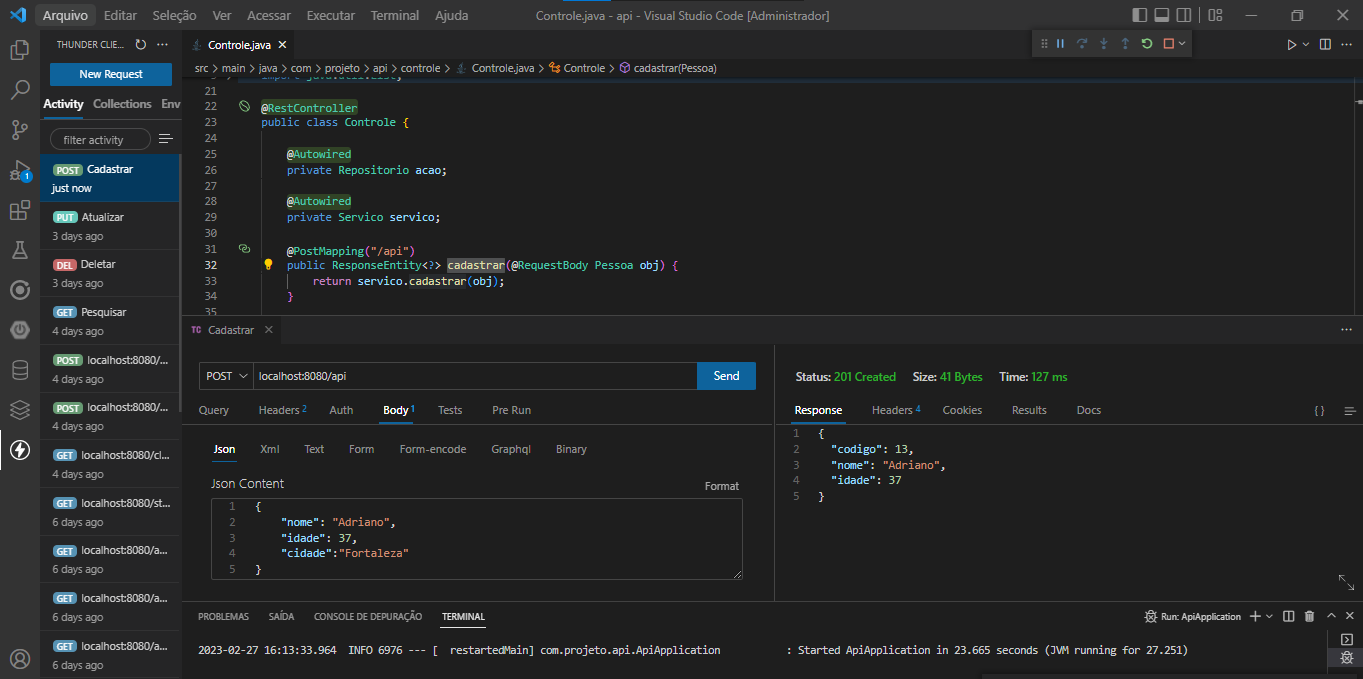 Arquivo Editar Seleção Ver Acessar Executar Terminal Ajuda Controle.java - api - Visual Studio Code [Administrador]
THUNDER CLIE... ···
New Request
Activity Collections Env
filter activity
POST Cadastrar
just now
PUT Atualizar
3 days ago
DEL Deletar
3 days ago
GET Pesquisar
4 days ago
POST localhost:8080/...
4 days ago
POST localhost:8080/...
4 days ago
GET localhost:8080/cl...
4 days ago
GET localhost:8080/st...
6 days ago
GET localhost:8080/a...
6 days ago
GET localhost:8080/a...
6 days ago
GET localhost:8080/a...
6 days ago
1
Controle.java
src > main > java > com > projeto > api > controle > Controle.java > Controle > cadastrar(Pessoa)
import java.util.List;
21
22 @RestController
23 public class Controle {
24
25 @Autowired
26 private Repositorio acao;
27
28 @Autowired
29 private Servico servico;
30
31 @PostMapping("/api")
32 public ResponseEntity<?> cadastrar(@RequestBody Pessoa obj) {
33 return servico.cadastrar(obj);
34 }
35
TC Cadastrar
POST localhost:8080/api Send
Query Headers 2 Auth Body 1 Tests Pre Run
Json Xml Text Form Form-encode Graphql Binary
Json Content
Format
1 {
2 "nome": "Adriano",
3 "idade": 37,
4 "cidade":"Fortaleza"
5 }
Status: 201 Created Size: 41 Bytes Time: 127 ms
Response Headers 4 Cookies Results Docs { }
1 {
2 "codigo": 13,
3 "nome": "Adriano",
4 "idade": 37
5 }
PROBLEMAS SAÍDA CONSOLE DE DEPURAÇÃO TERMINAL Run: ApiApplication
2023-02-27 16:13:33.964 INFO 6976 --- [ restartedMain] com.projeto.api.ApiApplication : Started ApiApplication in 23.665 seconds (JVM running for 27.251)